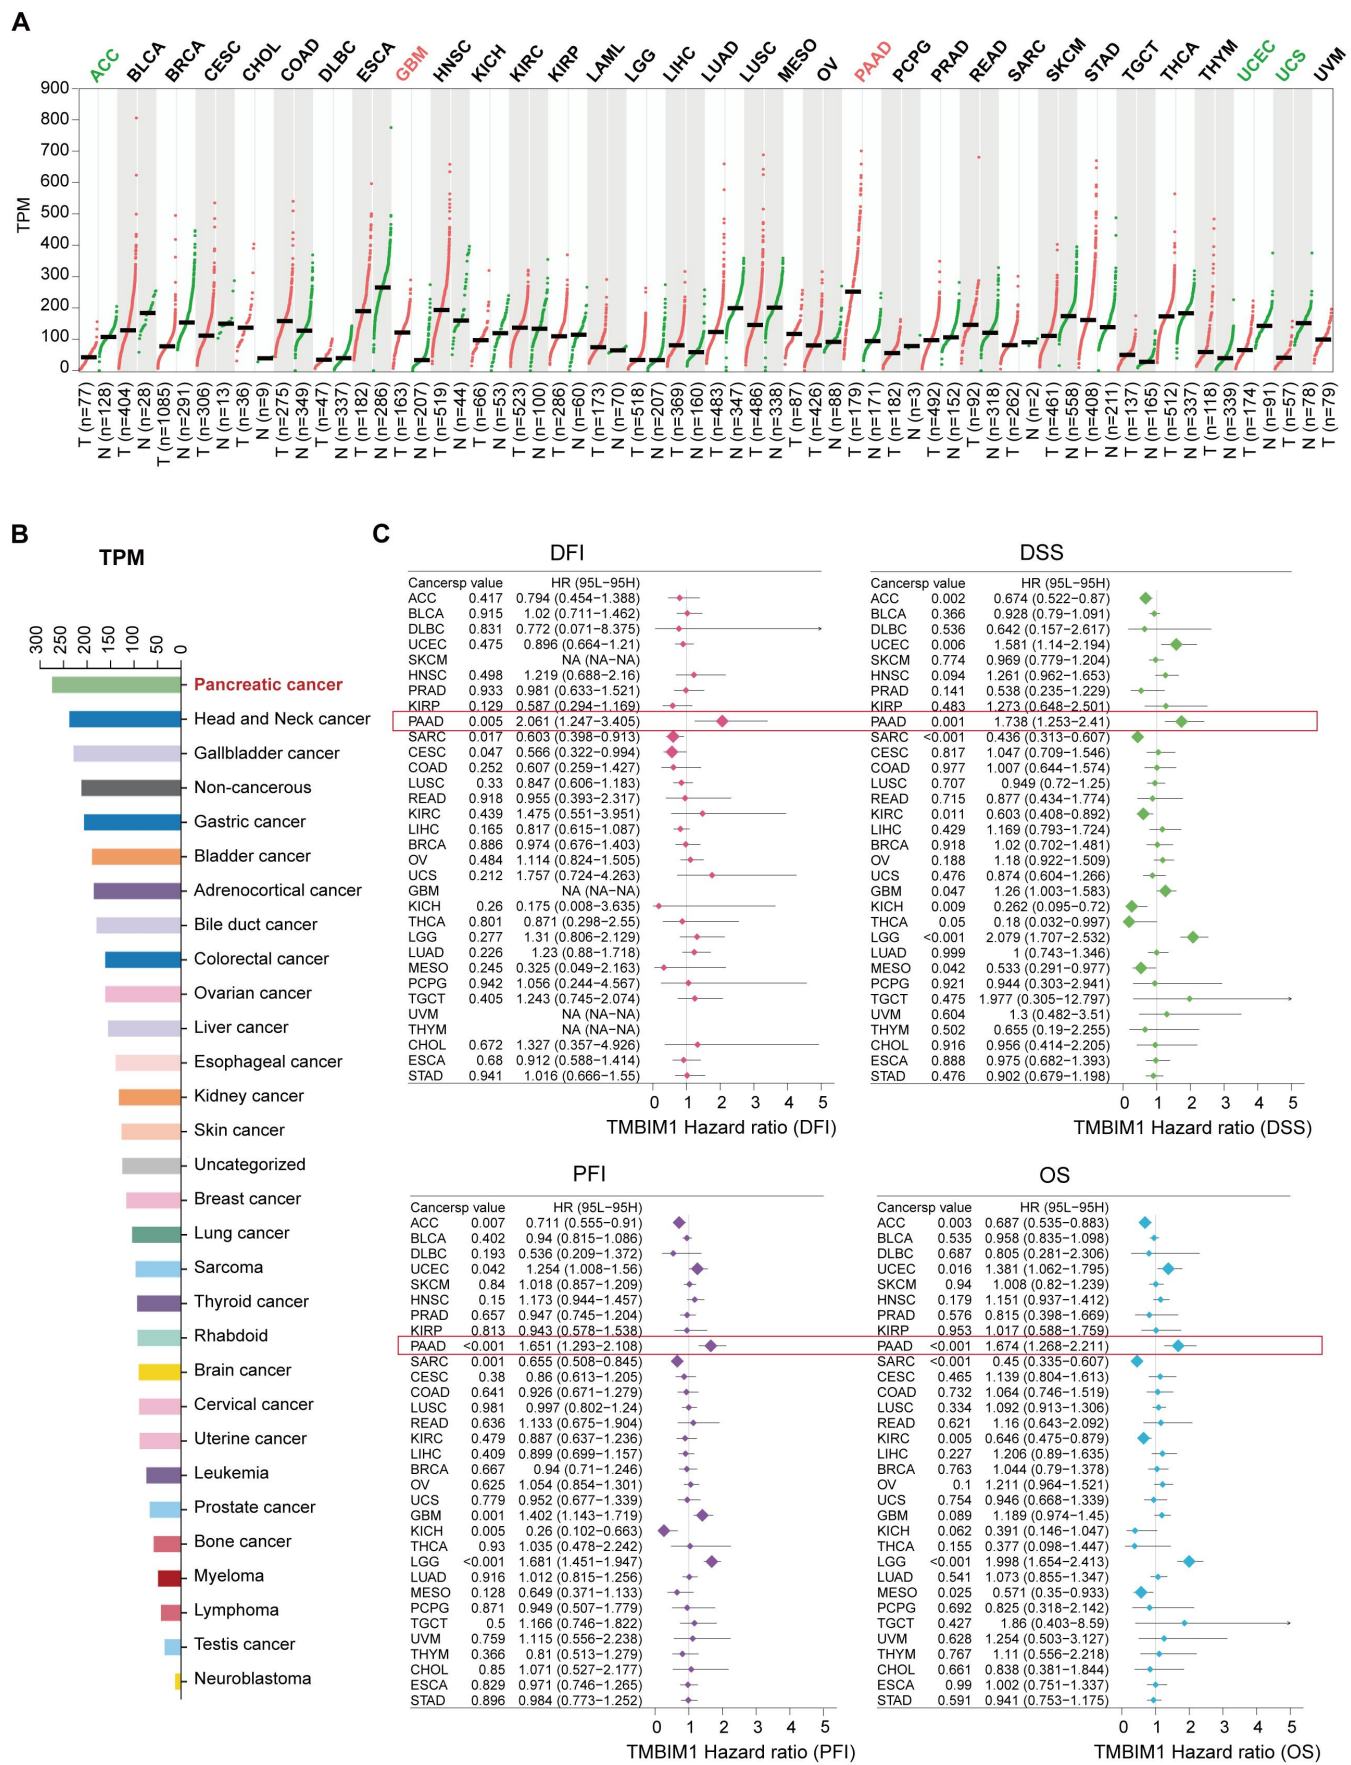 A
ACC BLCA BRCA CESC CHOL COAD DLBC ESCA GBM HNSC KICH KIRC KIRP LAML LGG LIHC LUAD LUSC MESO OV PAAD PCPG PRAD READ SARC SKCM STAD TGCT THCA THYM UCEC UCS UVM
TPM
900
800
700
600
500
400
300
200
100
0
T (n=77)
N (n=128)
T (n=404)
N (n=28)
T (n=1085)
N (n=291)
T (n=306)
N (n=13)
T (n=36)
N (n=9)
T (n=275)
N (n=349)
T (n=47)
N (n=337)
T (n=182)
N (n=286)
T (n=163)
N (n=207)
T (n=519)
N (n=44)
T (n=66)
N (n=53)
T (n=523)
N (n=100)
T (n=286)
N (n=60)
T (n=173)
N (n=70)
T (n=518)
N (n=207)
T (n=369)
N (n=160)
T (n=483)
N (n=347)
T (n=486)
N (n=338)
T (n=87)
T (n=426)
N (n=88)
T (n=179)
N (n=171)
T (n=182)
N (n=3)
T (n=492)
N (n=152)
T (n=92)
N (n=318)
T (n=262)
N (n=2)
T (n=461)
N (n=558)
T (n=408)
N (n=211)
T (n=137)
N (n=165)
T (n=512)
N (n=337)
T (n=118)
N (n=339)
T (n=174)
N (n=91)
T (n=57)
N (n=78)
T (n=79)
B
TPM
300 250 200 150 100 50 0
Pancreatic cancer
Head and Neck cancer
Gallbladder cancer
Non-cancerous
Gastric cancer
Bladder cancer
Adrenocortical cancer
Bile duct cancer
Colorectal cancer
Ovarian cancer
Liver cancer
Esophageal cancer
Kidney cancer
Skin cancer
Uncategorized
Breast cancer
Lung cancer
Sarcoma
Thyroid cancer
Rhabdoid
Brain cancer
Cervical cancer
Uterine cancer
Leukemia
Prostate cancer
Bone cancer
Myeloma
Lymphoma
Testis cancer
Neuroblastoma
C
DFI
Cancersp value HR (95L−95H)
ACC 0.417 0.794 (0.454−1.388)
BLCA 0.915 1.02 (0.711−1.462)
DLBC 0.831 0.772 (0.071−8.375)
UCEC 0.475 0.896 (0.664−1.21)
SKCM NA (NA−NA)
HNSC 0.498 1.219 (0.688−2.16)
PRAD 0.933 0.981 (0.633−1.521)
KIRP 0.129 0.587 (0.294−1.169)
PAAD 0.005 2.061 (1.247−3.405)
SARC 0.017 0.603 (0.398−0.913)
CESC 0.047 0.566 (0.322−0.994)
COAD 0.252 0.607 (0.259−1.427)
LUSC 0.33 0.847 (0.606−1.183)
READ 0.918 0.955 (0.393−2.317)
KIRC 0.439 1.475 (0.551−3.951)
LIHC 0.165 0.817 (0.615−1.087)
BRCA 0.886 0.974 (0.676−1.403)
OV 0.484 1.114 (0.824−1.505)
UCS 0.212 1.757 (0.724−4.263)
GBM NA (NA−NA)
KICH 0.26 0.175 (0.008−3.635)
THCA 0.801 0.871 (0.298−2.55)
LGG 0.277 1.31 (0.806−2.129)
LUAD 0.226 1.23 (0.88−1.718)
MESO 0.245 0.325 (0.049−2.163)
PCPG 0.942 1.056 (0.244−4.567)
TGCT 0.405 1.243 (0.745−2.074)
UVM NA (NA−NA)
THYM NA (NA−NA)
CHOL 0.672 1.327 (0.357−4.926)
ESCA 0.68 0.912 (0.588−1.414)
STAD 0.941 1.016 (0.666−1.55)
0 1 2 3 4 5
TMBIM1 Hazard ratio (DFI)
DSS
Cancersp value HR (95L−95H)
ACC 0.002 0.674 (0.522−0.87)
BLCA 0.366 0.928 (0.79−1.091)
DLBC 0.536 0.642 (0.157−2.617)
UCEC 0.006 1.581 (1.14−2.194)
SKCM 0.774 0.969 (0.779−1.204)
HNSC 0.094 1.261 (0.962−1.653)
PRAD 0.141 0.538 (0.235−1.229)
KIRP 0.483 1.273 (0.648−2.501)
PAAD 0.001 1.738 (1.253−2.41)
SARC <0.001 0.436 (0.313−0.607)
CESC 0.817 1.047 (0.709−1.546)
COAD 0.977 1.007 (0.644−1.574)
LUSC 0.707 0.949 (0.72−1.25)
READ 0.715 0.877 (0.434−1.774)
KIRC 0.011 0.603 (0.408−0.892)
LIHC 0.429 1.169 (0.793−1.724)
BRCA 0.918 1.02 (0.702−1.481)
OV 0.188 1.18 (0.922−1.509)
UCS 0.476 0.874 (0.604−1.266)
GBM 0.047 1.26 (1.003−1.583)
KICH 0.009 0.262 (0.095−0.72)
THCA 0.05 0.18 (0.032−0.997)
LGG <0.001 2.079 (1.707−2.532)
LUAD 0.999 1 (0.743−1.346)
MESO 0.042 0.533 (0.291−0.977)
PCPG 0.921 0.944 (0.303−2.941)
TGCT 0.475 1.977 (0.305−12.797)
UVM 0.604 1.3 (0.482−3.51)
THYM 0.502 0.655 (0.19−2.255)
CHOL 0.916 0.956 (0.414−2.205)
ESCA 0.888 0.975 (0.682−1.393)
STAD 0.476 0.902 (0.679−1.198)
0 1 2 3 4 5
TMBIM1 Hazard ratio (DSS)
PFI
Cancersp value HR (95L−95H)
ACC 0.007 0.711 (0.555−0.91)
BLCA 0.402 0.94 (0.815−1.086)
DLBC 0.193 0.536 (0.209−1.372)
UCEC 0.042 1.254 (1.008−1.56)
SKCM 0.84 1.018 (0.857−1.209)
HNSC 0.15 1.173 (0.944−1.457)
PRAD 0.657 0.947 (0.745−1.204)
KIRP 0.813 0.943 (0.578−1.538)
PAAD <0.001 1.651 (1.293−2.108)
SARC 0.001 0.655 (0.508−0.845)
CESC 0.38 0.86 (0.613−1.205)
COAD 0.641 0.926 (0.671−1.279)
LUSC 0.981 0.997 (0.802−1.24)
READ 0.636 1.133 (0.675−1.904)
KIRC 0.479 0.887 (0.637−1.236)
LIHC 0.409 0.899 (0.699−1.157)
BRCA 0.667 0.94 (0.71−1.246)
OV 0.625 1.054 (0.854−1.301)
UCS 0.779 0.952 (0.677−1.339)
GBM 0.001 1.402 (1.143−1.719)
KICH 0.005 0.26 (0.102−0.663)
THCA 0.93 1.035 (0.478−2.242)
LGG <0.001 1.681 (1.451−1.947)
LUAD 0.916 1.012 (0.815−1.256)
MESO 0.128 0.649 (0.371−1.133)
PCPG 0.871 0.949 (0.507−1.779)
TGCT 0.5 1.166 (0.746−1.822)
UVM 0.759 1.115 (0.556−2.238)
THYM 0.366 0.81 (0.513−1.279)
CHOL 0.85 1.071 (0.527−2.177)
ESCA 0.829 0.971 (0.746−1.265)
STAD 0.896 0.984 (0.773−1.252)
0 1 2 3 4 5
TMBIM1 Hazard ratio (PFI)
OS
Cancersp value HR (95L−95H)
ACC 0.003 0.687 (0.535−0.883)
BLCA 0.535 0.958 (0.835−1.098)
DLBC 0.687 0.805 (0.281−2.306)
UCEC 0.016 1.381 (1.062−1.795)
SKCM 0.94 1.008 (0.82−1.239)
HNSC 0.179 1.151 (0.937−1.412)
PRAD 0.576 0.815 (0.398−1.669)
KIRP 0.953 1.017 (0.588−1.759)
PAAD <0.001 1.674 (1.268−2.211)
SARC <0.001 0.45 (0.335−0.607)
CESC 0.465 1.139 (0.804−1.613)
COAD 0.732 1.064 (0.746−1.519)
LUSC 0.334 1.092 (0.913−1.306)
READ 0.621 1.16 (0.643−2.092)
KIRC 0.005 0.646 (0.475−0.879)
LIHC 0.227 1.206 (0.89−1.635)
BRCA 0.763 1.044 (0.79−1.378)
OV 0.1 1.211 (0.964−1.521)
UCS 0.754 0.946 (0.668−1.339)
GBM 0.089 1.189 (0.974−1.45)
KICH 0.062 0.391 (0.146−1.047)
THCA 0.155 0.377 (0.098−1.447)
LGG <0.001 1.998 (1.654−2.413)
LUAD 0.541 1.073 (0.855−1.347)
MESO 0.025 0.571 (0.35−0.933)
PCPG 0.692 0.825 (0.318−2.142)
TGCT 0.427 1.86 (0.403−8.59)
UVM 0.628 1.254 (0.503−3.127)
THYM 0.767 1.11 (0.556−2.218)
CHOL 0.661 0.838 (0.381−1.844)
ESCA 0.99 1.002 (0.751−1.337)
STAD 0.591 0.941 (0.753−1.175)
0 1 2 3 4 5
TMBIM1 Hazard ratio (OS)